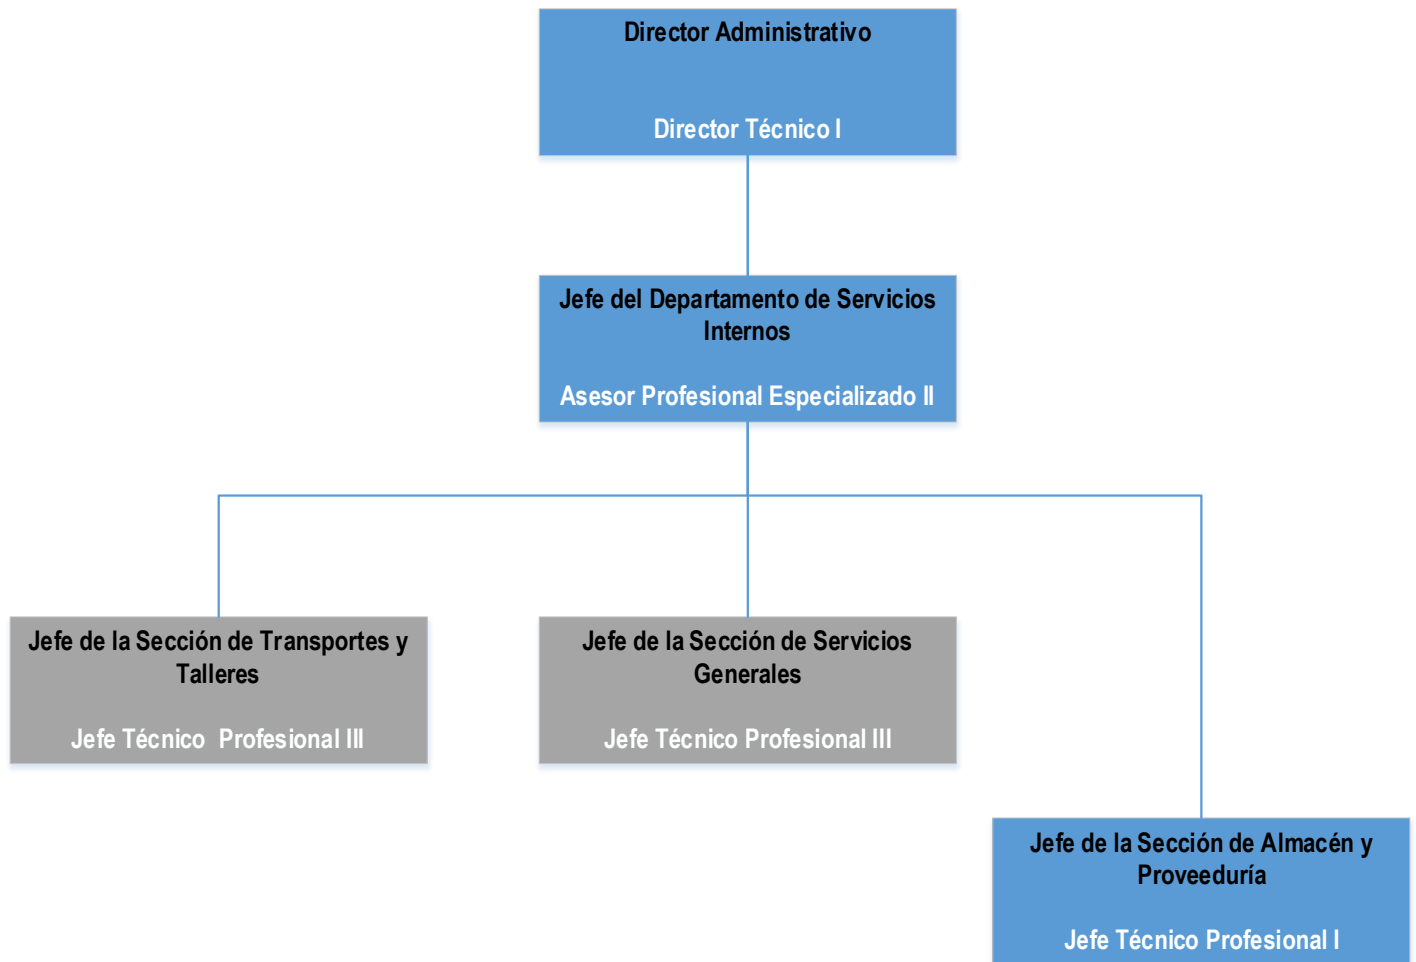 Director Administrativo
Director Técnico I
Jefe del Departamento de Servicios
Internos
Asesor Profesional Especializado II
Jefe de la Sección de Transportes y
Talleres
Jefe Técnico  Profesional III
Jefe de la Sección de Servicios
Generales
Jefe Técnico Profesional III
Jefe de la Sección de Almacén y
Proveeduría
Jefe Técnico Profesional I